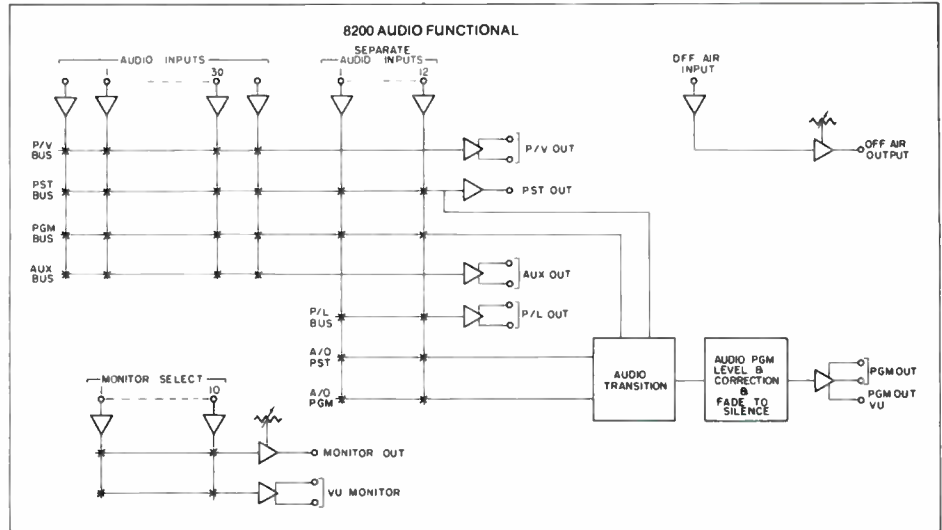 8200 AUDIO FUNCTIONAL
AUDIO INPUTS
1
30
SEPARATE
AUDIO INPUTS
1
12
OFF AIR
INPUT
P/V
BUS
P/V OUT
OFF AIR
OUTPUT
PST
BUS
PST OUT
PGM
BUS
AUX
BUS
AUX OUT
P/L
BUS
P/L OUT
A/O
PST
A/O
PGM
AUDIO
TRANSITION
AUDIO PGM
LEVEL &
CORRECTION
&
FADE TO
SILENCE
PGM OUT
PGM OUT
VU
MONITOR SELECT
1
10
MONITOR OUT
VU MONITOR